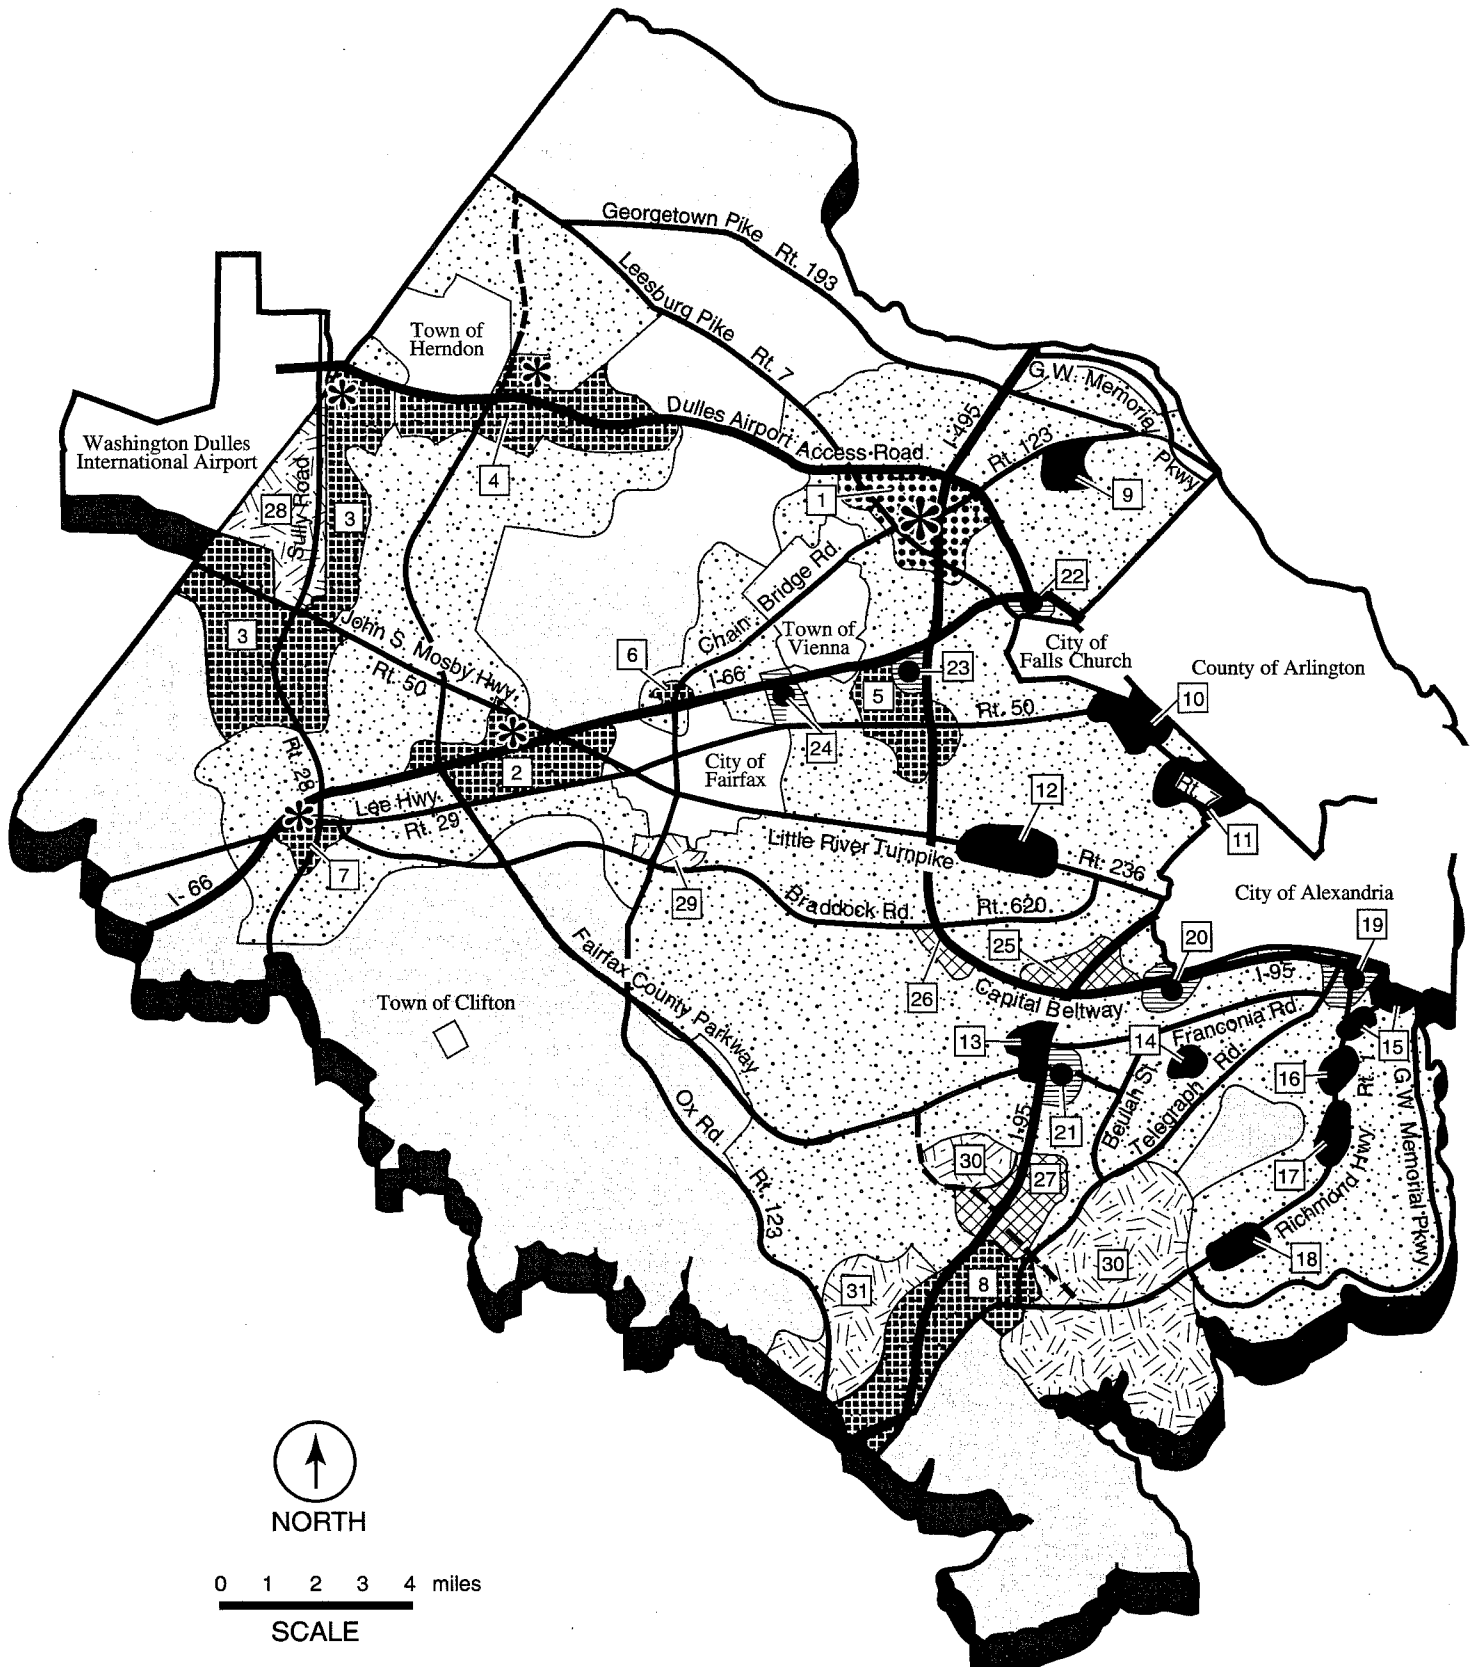 Georgetown Pike Rt. 193
Leesburg Pike Rt. 7
Town of
Herndon
G.W. Memorial
Pkwy
I-495
Rt. 123
Dulles Airport Access Road
Washington Dulles
International Airport
Sully Road
28
3
4
1
9
22
3
John S. Mosby Hwy.
Rt. 50
Chain Bridge Rd.
Town of
Vienna
City of
Falls Church
County of Arlington
6
I-66
23
5
24
Rt. 50
10
Rt. 28
2
City of
Fairfax
12
Rt. 7
11
Lee Hwy.
Rt. 29
Little River Turnpike
Rt. 236
7
I-66
29
Braddock Rd.
Rt. 620
City of Alexandria
19
20
25
26
I-95
Capital Beltway
Fairfax County Parkway
Town of Clifton
13
14
Franconia Rd.
15
16
Rt. 1
G.W Memorial Pkwy
Beulah St.
Telegraph Rd.
I-95
21
Ox Rd.
Rt. 123
30
27
17
Richmond Hwy.
18
30
31
8
NORTH
0 1 2 3 4 miles
SCALE